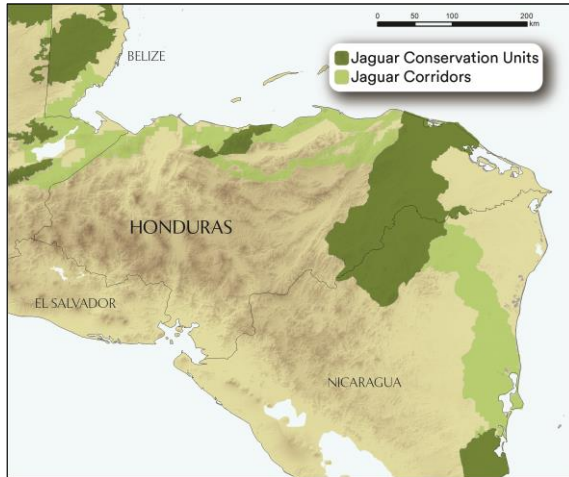 0 50 100 200
km
BELIZE
Jaguar Conservation Units
Jaguar Corridors
HONDURAS
EL SALVADOR
NICARAGUA